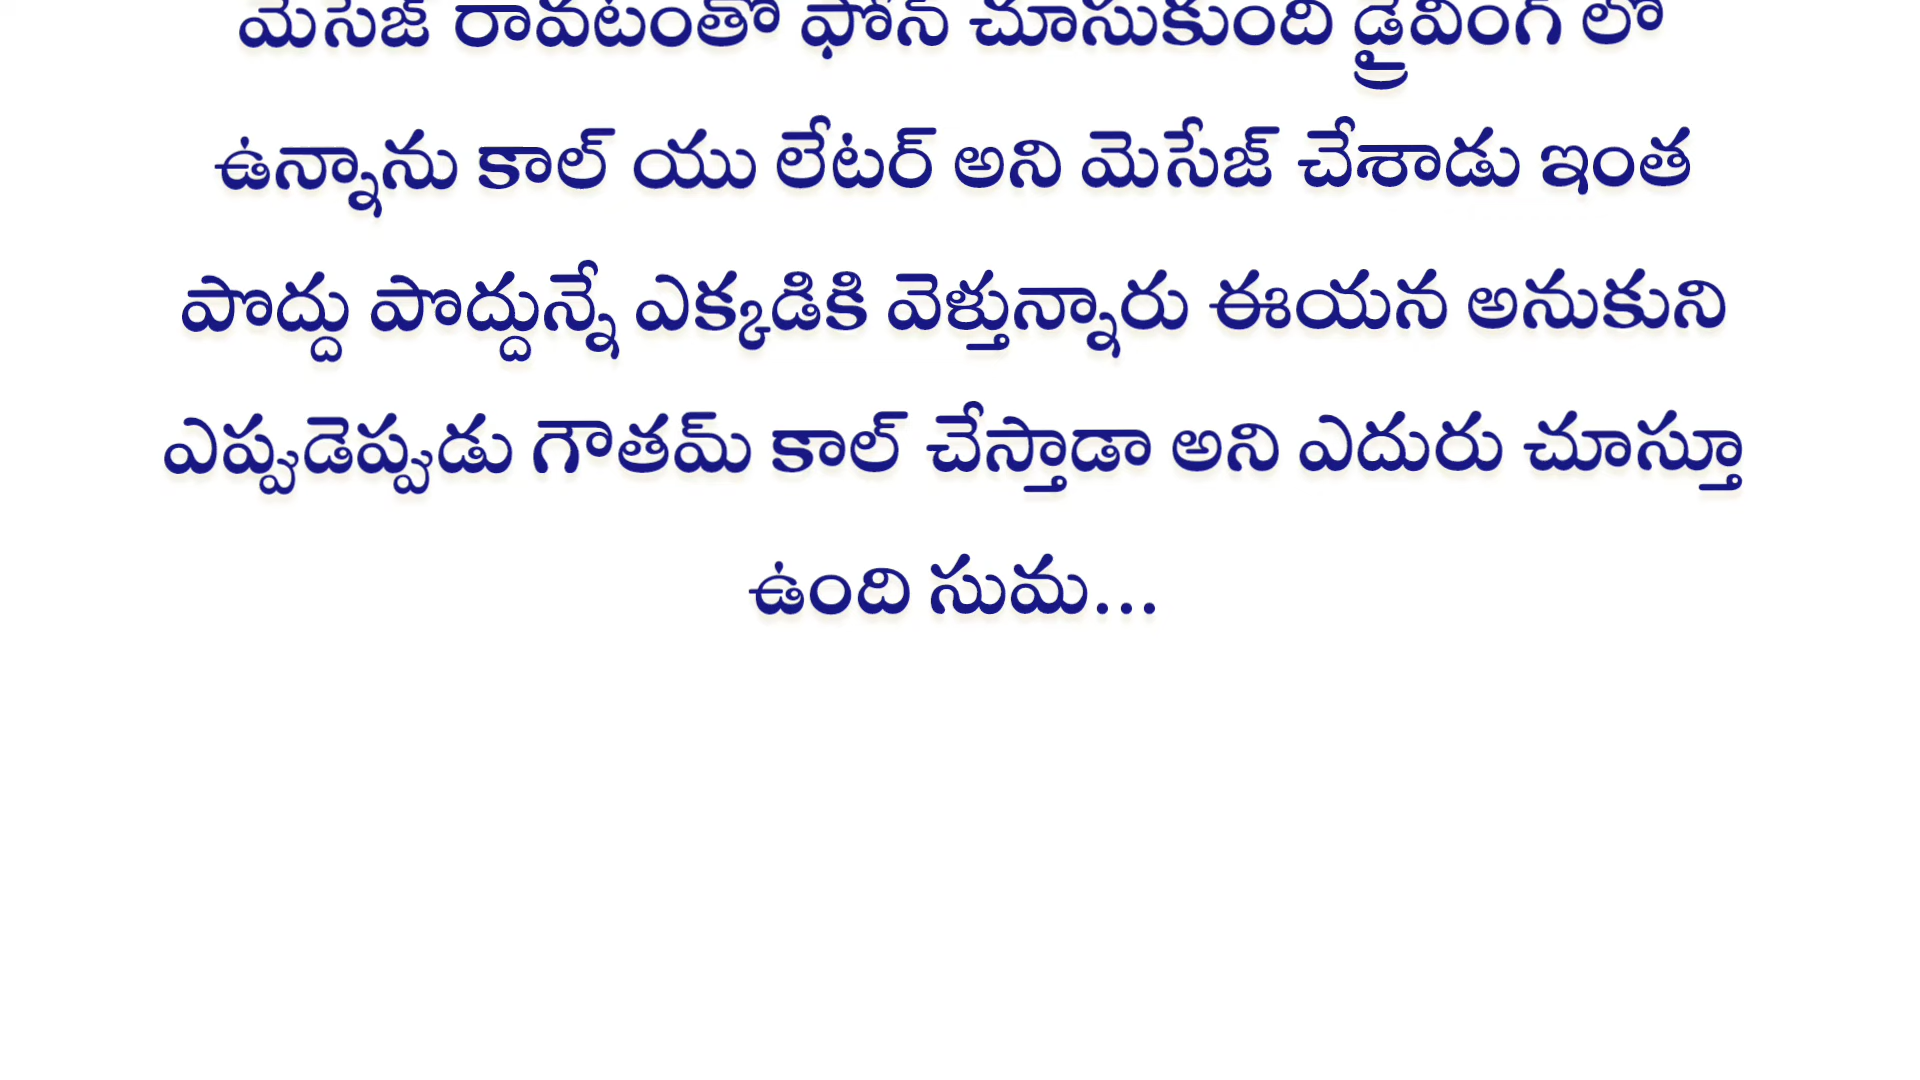 మెసేజ్ రావటంతో ఫోన్ చూసుకుంది డ్రైవింగ్ లో
ఉన్నాను కాల్ యు లేటర్ అని మెసేజ్ చేశాడు ఇంత
పొద్దు పొద్దున్నే ఎక్కడికి వెళ్తున్నారు ఈయన అనుకుని
ఎప్పుడెప్పుడు గౌతమ్ కాల్ చేస్తాడా అని ఎదురు చూస్తూ
ఉంది సుమ...